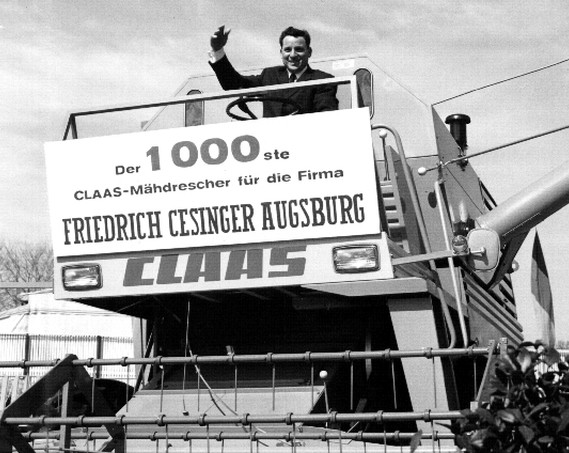 Der 1000ste
CLAAS-Mähdrescher für die Firma
FRIEDRICH CESINGER AUGSBURG
CLAAS